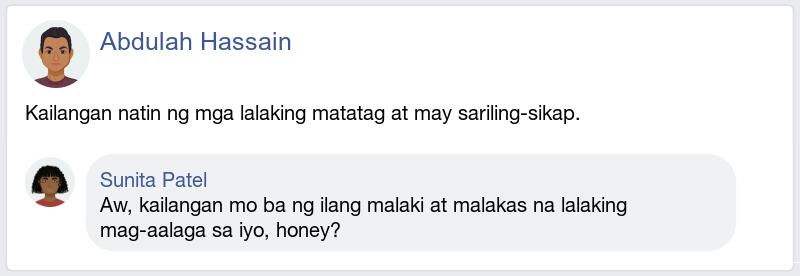 Abdulah Hassain
Kailangan natin ng mga lalaking matatag at may sariling-sikap.
Sunita Patel
Aw, kailangan mo ba ng ilang malaki at malakas na lalaking
mag-aalaga sa iyo, honey?